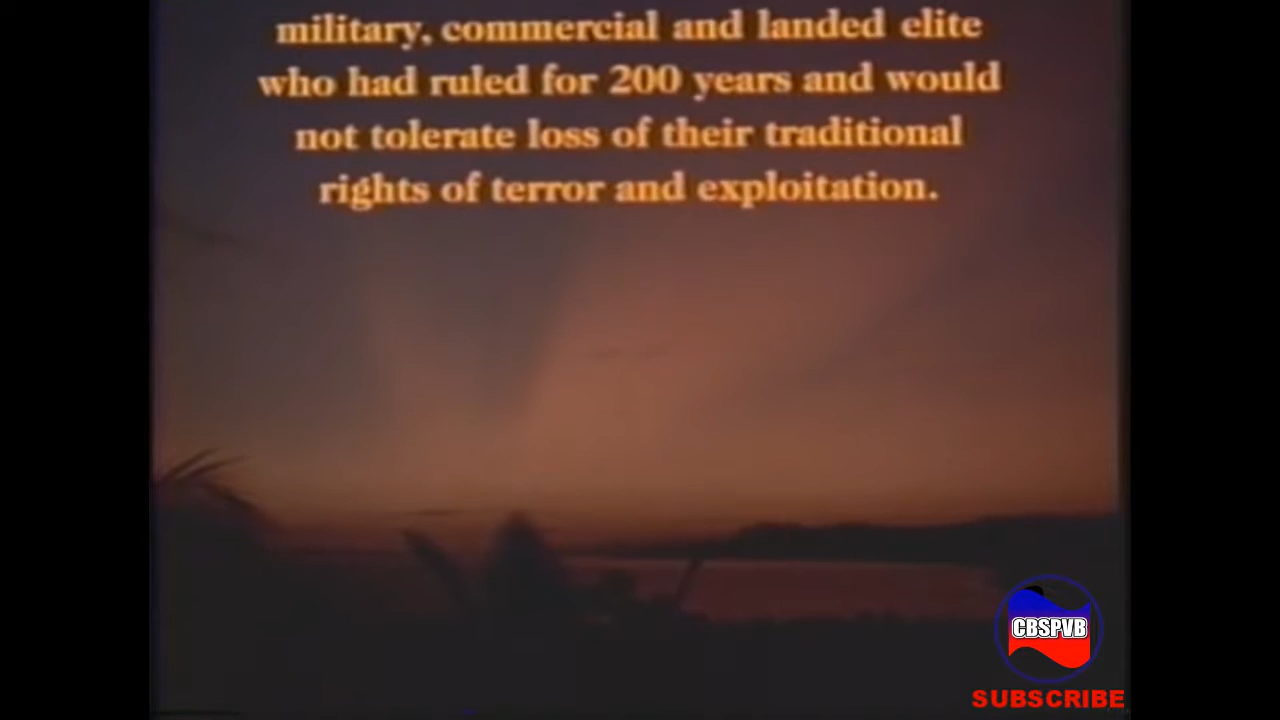 military, commercial and landed elite
who had ruled for 200 years and would
not tolerate loss of their traditional
rights of terror and exploitation.
CBSPVB
SUBSCRIBE